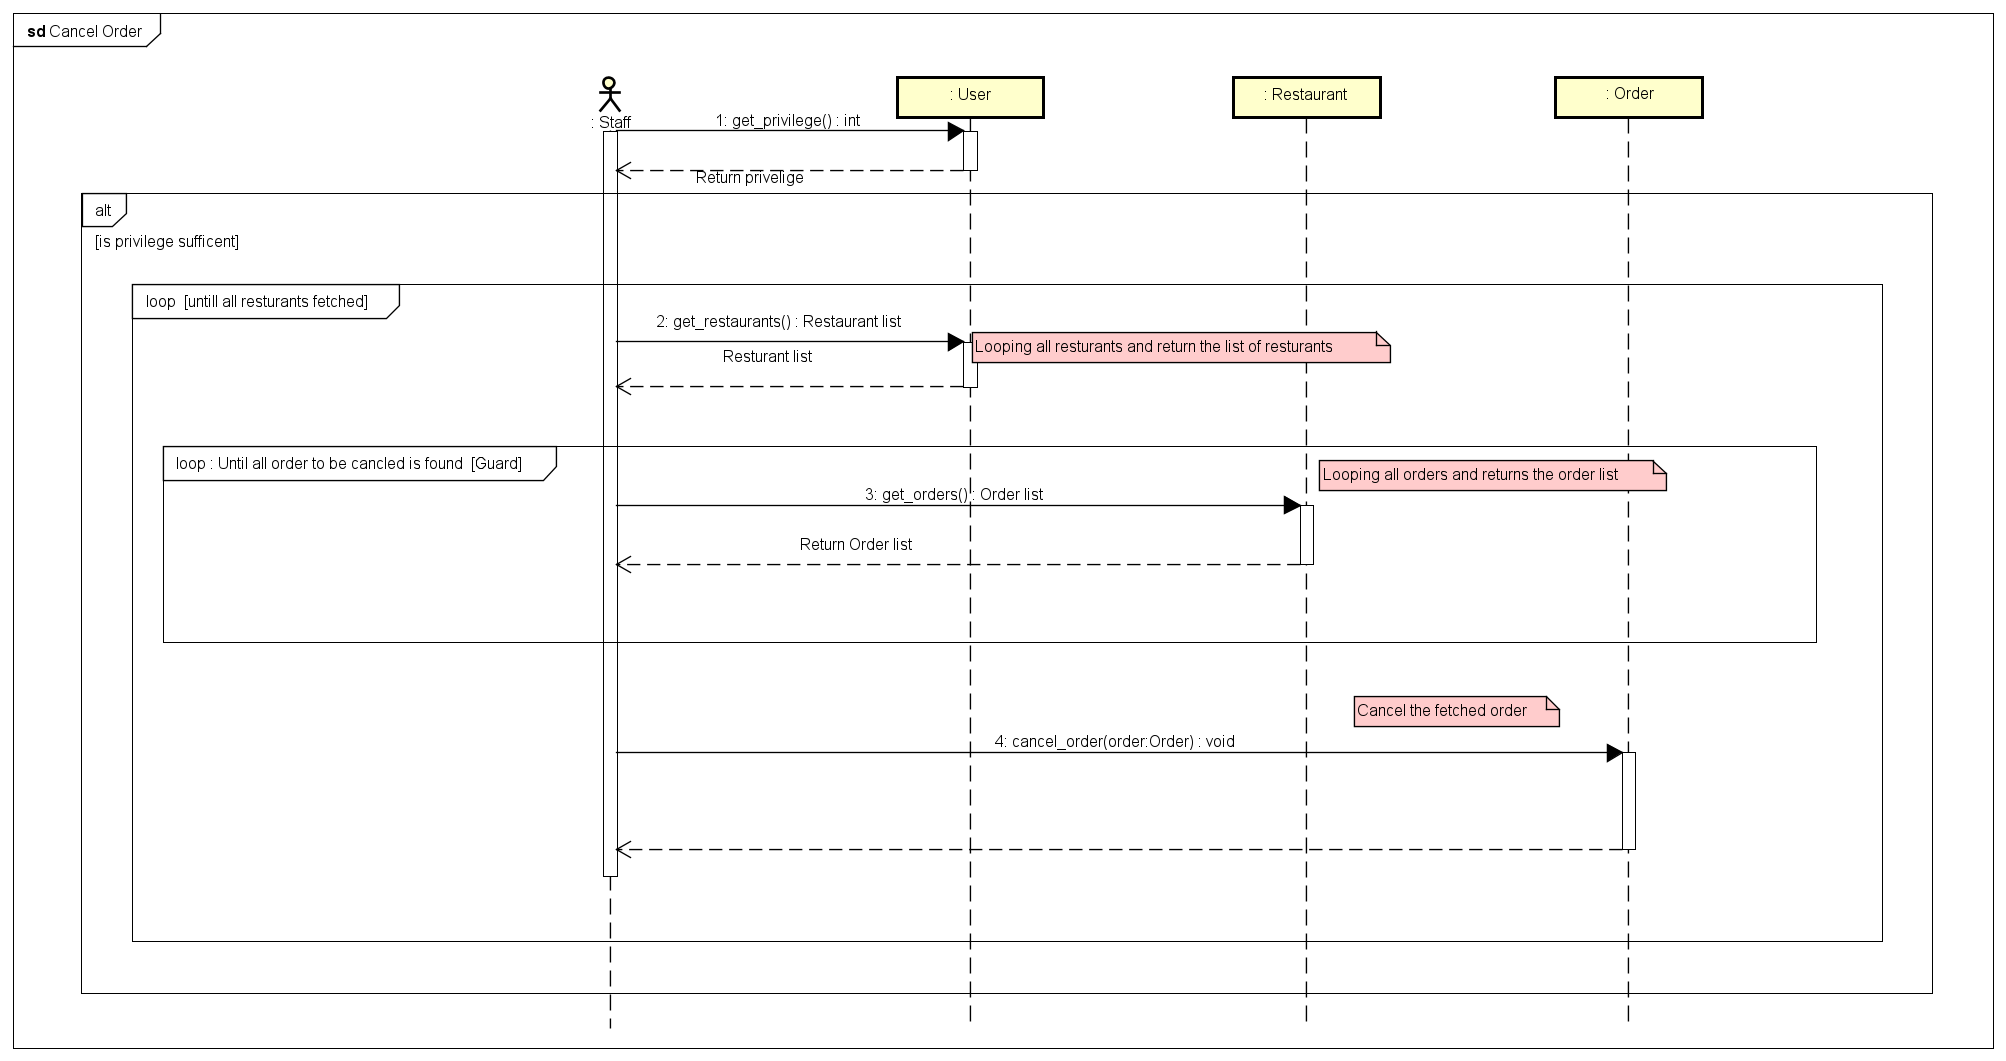 sd Cancel Order
: Staff
: User
: Restaurant
: Order
1: get_privilege() : int
Return privelige
alt
[is privilege sufficent]
loop [untill all resturants fetched]
2: get_restaurants() : Restaurant list
Looping all resturants and return the list of resturants
Resturant list
loop : Until all order to be cancled is found [Guard]
Looping all orders and returns the order list
3: get_orders() : Order list
Return Order list
Cancel the fetched order
4: cancel_order(order:Order) : void